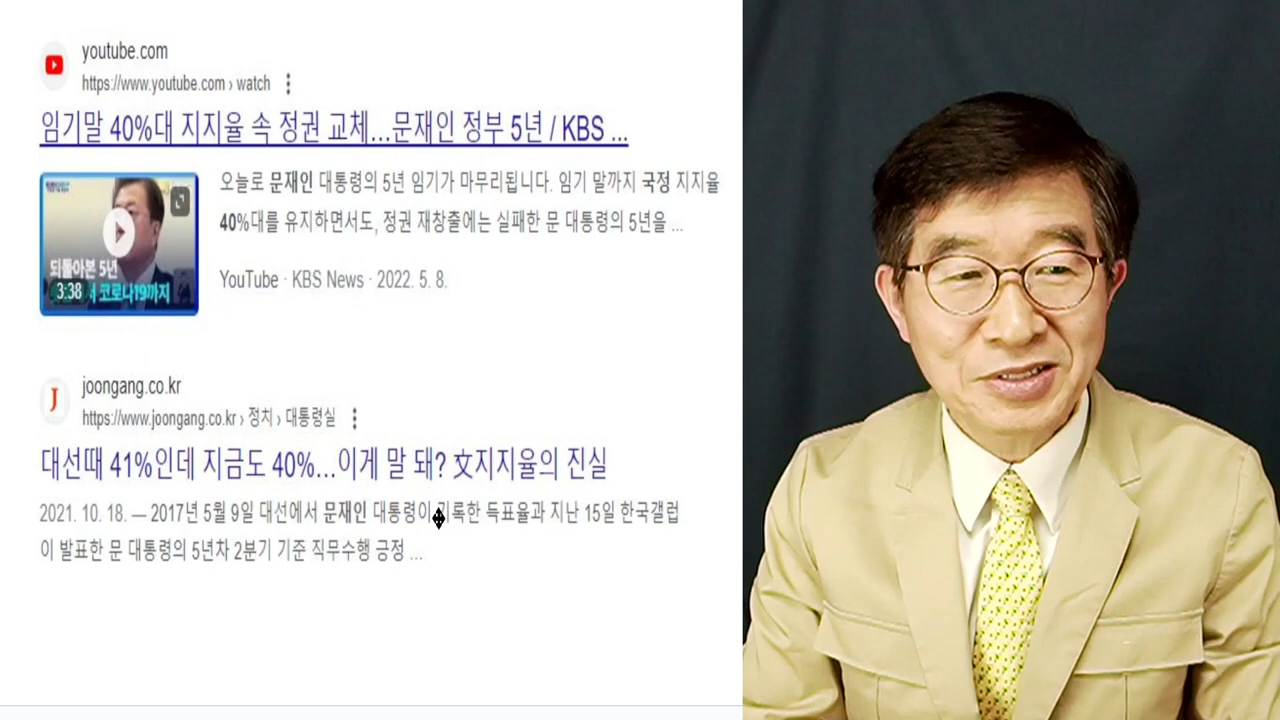 youtube.com
https://www.youtube.com › watch
임기말 40%대 지지율 속 정권 교체...문재인 정부 5년 / KBS ...
오늘로 문재인 대통령의 5년 임기가 마무리됩니다. 임기 말까지 국정 지지율
40%대를 유지하면서도, 정권 재창출에는 실패한 문 대통령의 5년을 ...
되돌아본 5년
3:38
코로나19까지
YouTube · KBS News · 2022. 5. 8.
J
joongang.co.kr
https://www.joongang.co.kr › 정치 › 대통령실
대선때 41%인데 지금도 40%...이게 말 돼? 文지지율의 진실
2021. 10. 18. — 2017년 5월 9일 대선에서 문재인 대통령이 기록한 득표율과 지난 15일 한국갤럽
이 발표한 문 대통령의 5년차 2분기 기준 직무수행 긍정 ...